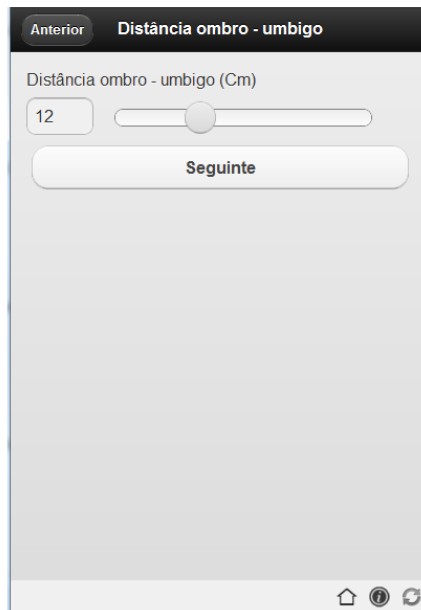 Anterior Distância ombro - umbigo
Distância ombro - umbigo (Cm)
12
Seguinte